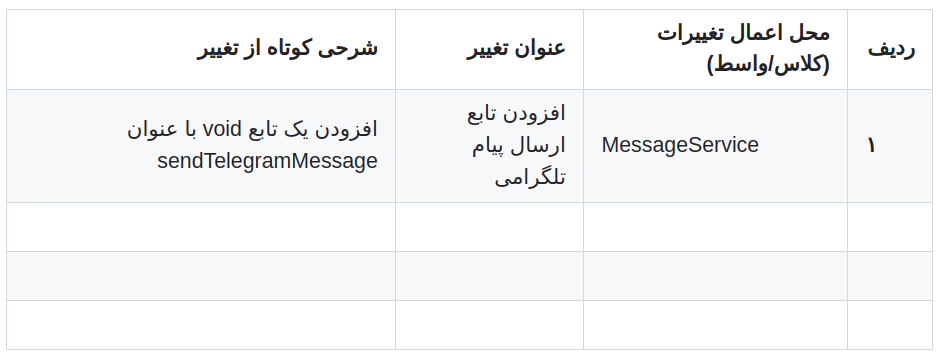 ردیف
محل اعمال تغییرات
(کلاس/واسط)
عنوان تغییر
شرحی کوتاه از تغییر
۱
MessageService
افزودن تابع
ارسال پیام
تلگرامی
افزودن یک تابع void با عنوان
sendTelegramMessage